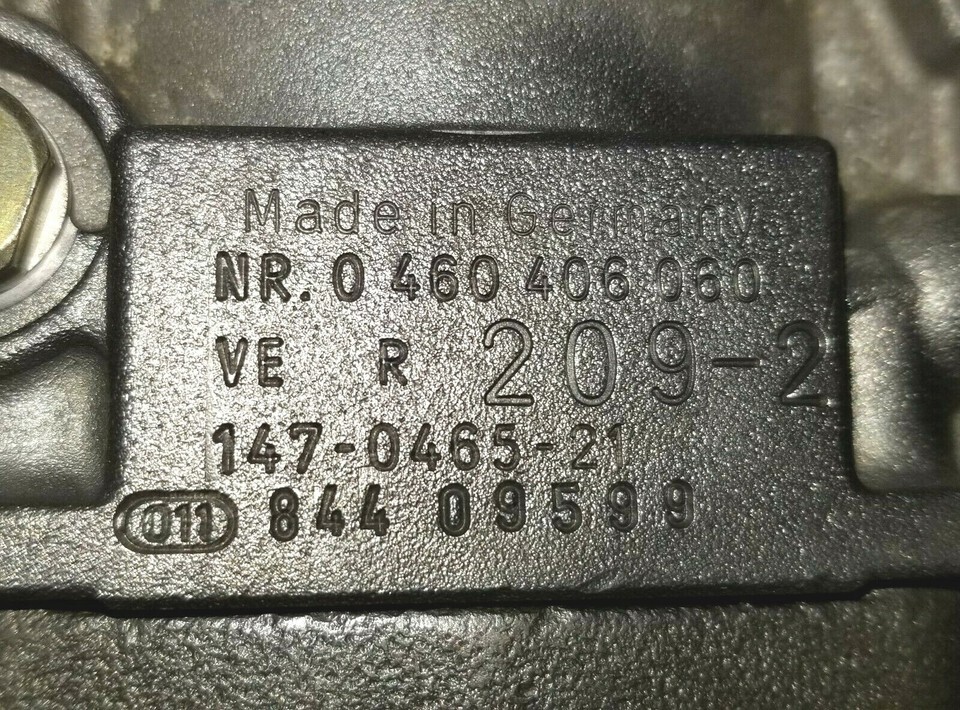 Made in Germany
NR. 0 460 406 060
VE R 209-2
147-0465-21
011 844 09599